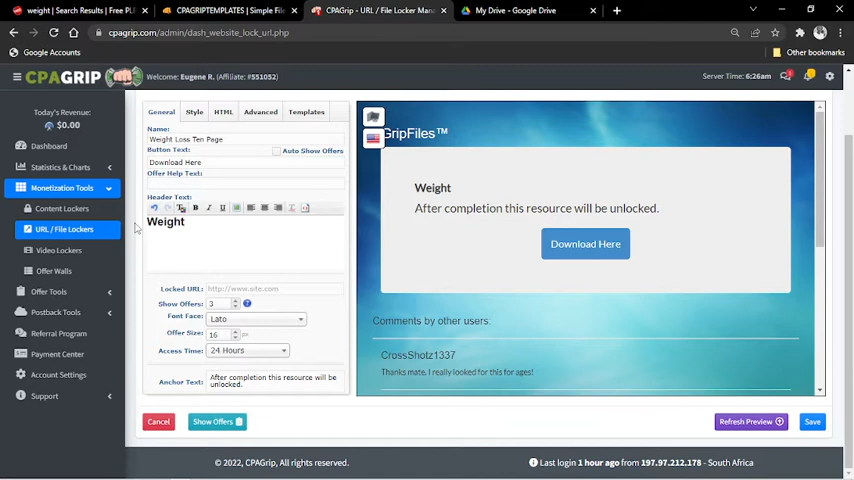 weight | Search Results | Free PL
CPAGRIPTEMPLATES | Simple File
CPAGrip - URL / File Locker Man
My Drive - Google Drive
cpagrip.com/admin/dash_website_lock_url.php
Google Accounts
Other bookmarks
CPAGRIP
Welcome: Eugene R. (Affiliate: #551052)
Server Time: 6:26am
Today's Revenue:
$0.00
Dashboard
Statistics & Charts
Monetization Tools
Content Lockers
URL / File Lockers
Video Lockers
Offer Walls
Offer Tools
Postback Tools
Referral Program
Payment Center
Account Settings
Support
General
Style
HTML
Advanced
Templates
Name:
Weight Loss Ten Page
Button Text:
Auto Show Offers
Download Here
Offer Help Text:
Header Text:
B I U
Weight
Locked URL: http://www.site.com
Show Offers: 3
Font Face: Lato
Offer Size: 16 px
Access Time: 24 Hours
Anchor Text: After completion this resource will be
unlocked.
GripFiles™
Weight
After completion this resource will be unlocked.
Download Here
Comments by other users:
CrossShotz1337
Thanks mate, I really looked for this for ages!
Cancel
Show Offers
Refresh Preview
Save
© 2022, CPAGrip, All rights reserved.
Last login 1 hour ago from 197.97.212.178 - South Africa